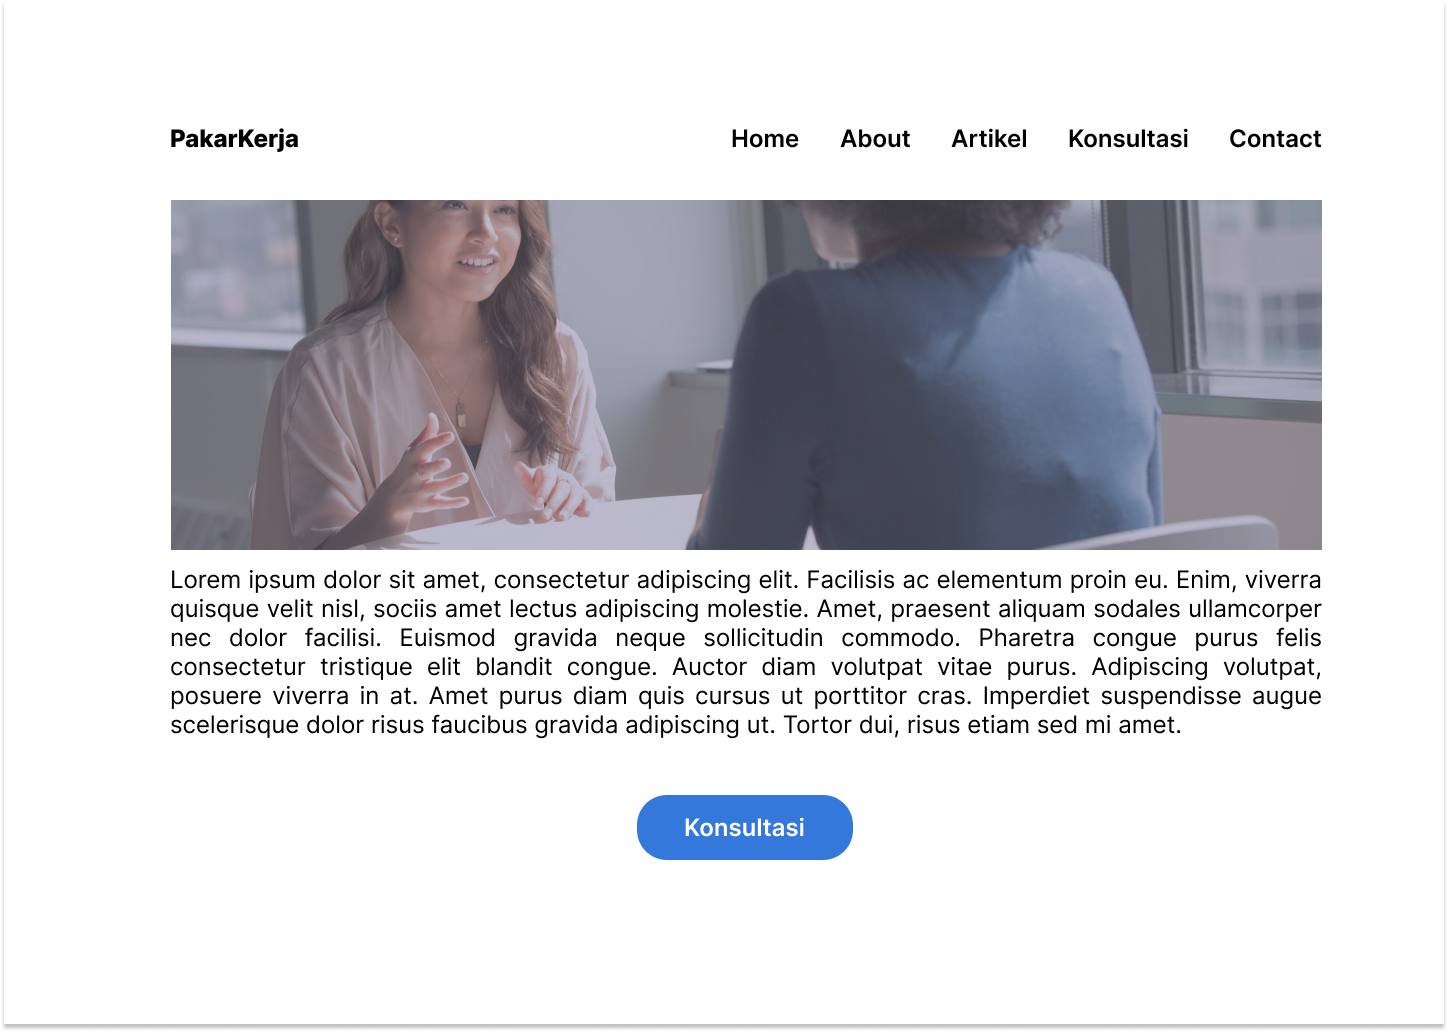 PakarKerja
Home About Artikel Konsultasi Contact
Lorem ipsum dolor sit amet, consectetur adipiscing elit. Facilisis ac elementum proin eu. Enim, viverra
quisque velit nisl, sociis amet lectus adipiscing molestie. Amet, praesent aliquam sodales ullamcorper
nec dolor facilisi. Euismod gravida neque sollicitudin commodo. Pharetra congue purus felis
consectetur tristique elit blandit congue. Auctor diam volutpat vitae purus. Adipiscing volutpat,
posuere viverra in at. Amet purus diam quis cursus ut porttitor cras. Imperdiet suspendisse augue
scelerisque dolor risus faucibus gravida adipiscing ut. Tortor dui, risus etiam sed mi amet.
Konsultasi